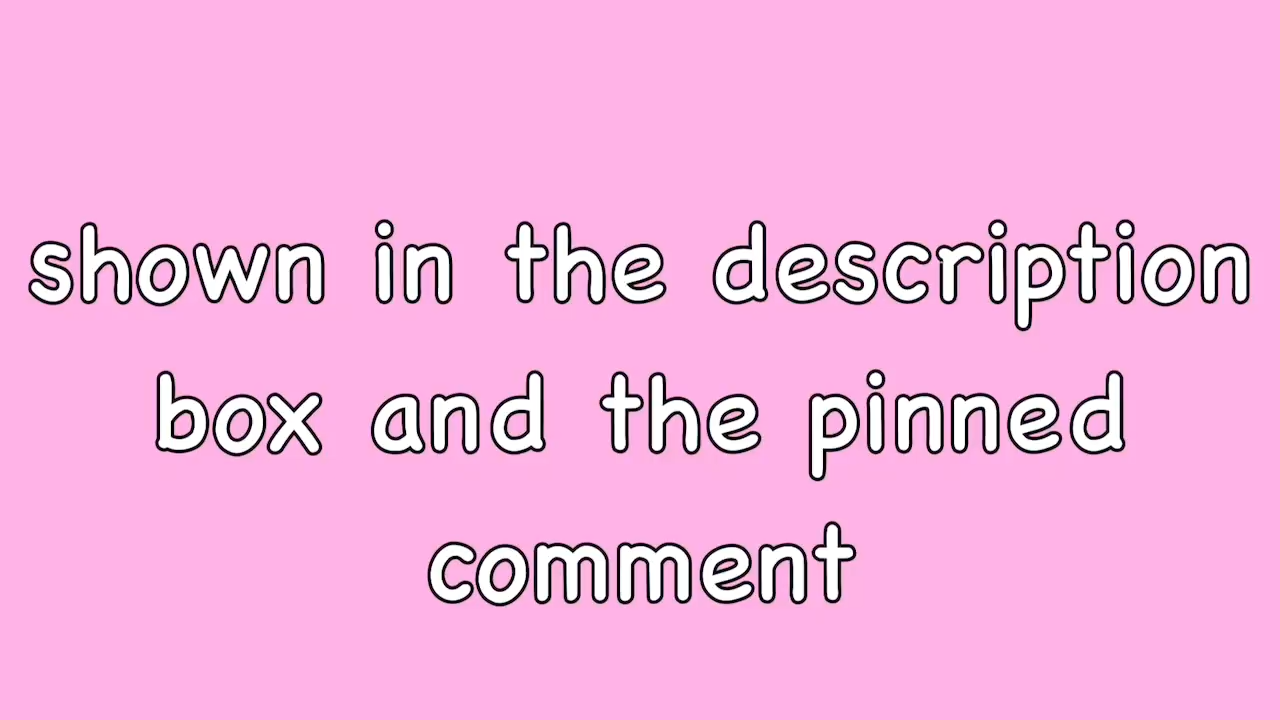 shown in the description
box and the pinned
comment